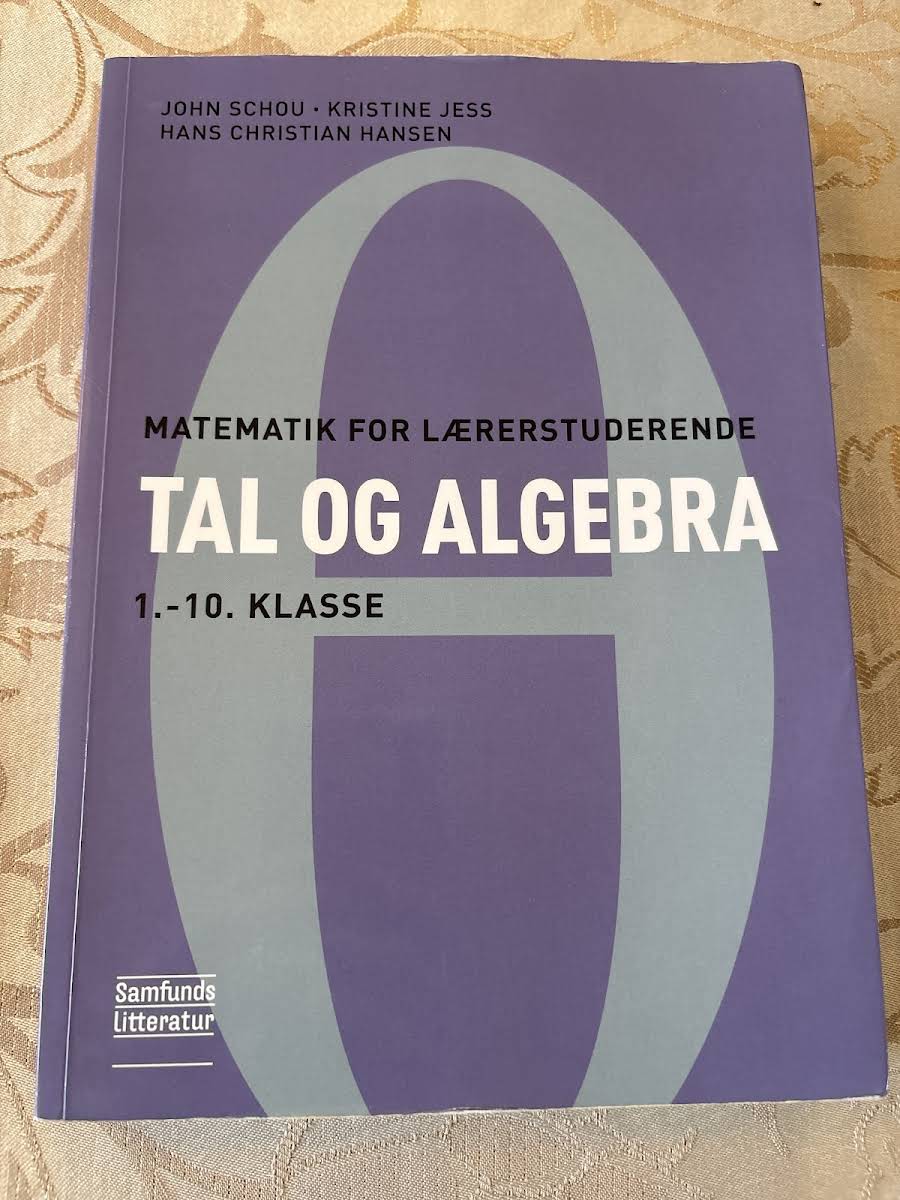 JOHN SCHOU · KRISTINE JESS
HANS CHRISTIAN HANSEN
MATEMATIK FOR LÆRERSTUDERENDE
TAL OG ALGEBRA
1.-10. KLASSE
Samfunds
litteratur